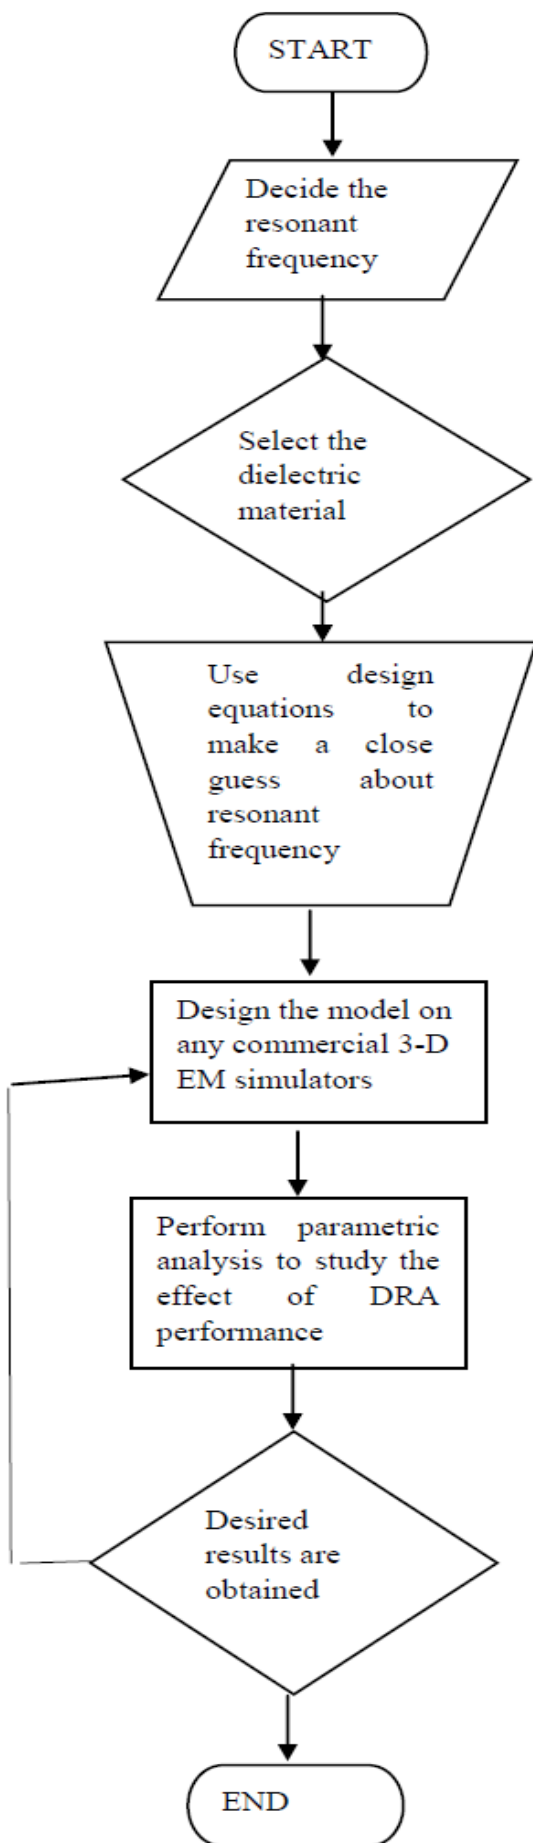 START
Decide the
resonant
frequency
Select the
dielectric
material
Use design
equations to
make a close
guess about
resonant
frequency
Design the model on
any commercial 3-D
EM simulators
Perform parametric
analysis to study the
effect of DRA
performance
Desired
results are
obtained
END